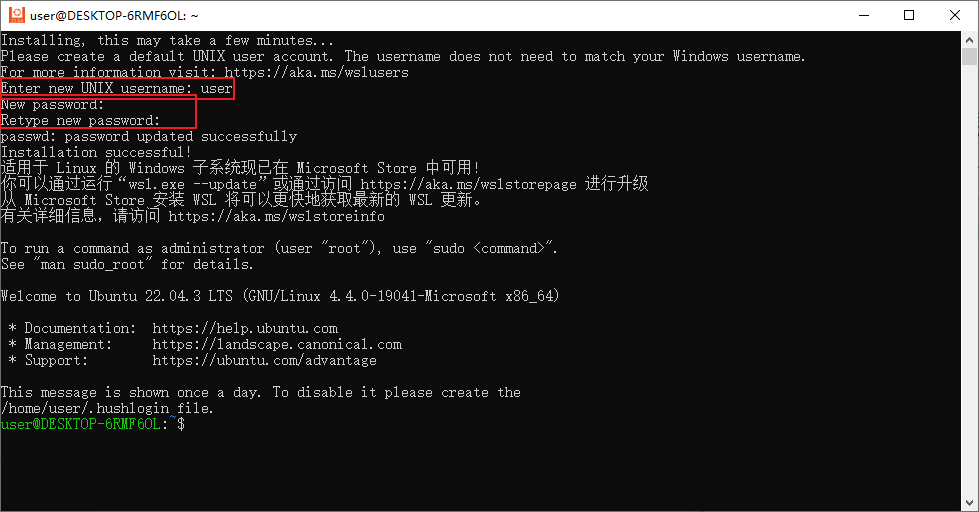 user@DESKTOP-6RMF6OL: ~
Installing, this may take a few minutes...
Please create a default UNIX user account. The username does not need to match your Windows username.
For more information visit: https://aka.ms/wslusers
Enter new UNIX username: user
New password:
Retype new password:
passwd: password updated successfully
Installation successful!
适用于 Linux 的 Windows 子系统现已在 Microsoft Store 中可用!
你可以通过运行“wsl.exe --update”或通过访问 https://aka.ms/wslstorepage 进行升级
从 Microsoft Store 安装 WSL 将可以更快地获取最新的 WSL 更新。
有关详细信息，请访问 https://aka.ms/wslstoreinfo
To run a command as administrator (user "root"), use "sudo <command>".
See "man sudo_root" for details.
Welcome to Ubuntu 22.04.3 LTS (GNU/Linux 4.4.0-19041-Microsoft x86_64)
* Documentation:  https://help.ubuntu.com
* Management:     https://landscape.canonical.com
* Support:        https://ubuntu.com/advantage
This message is shown once a day. To disable it please create the
/home/user/.hushlogin file.
user@DESKTOP-6RMF6OL:~$